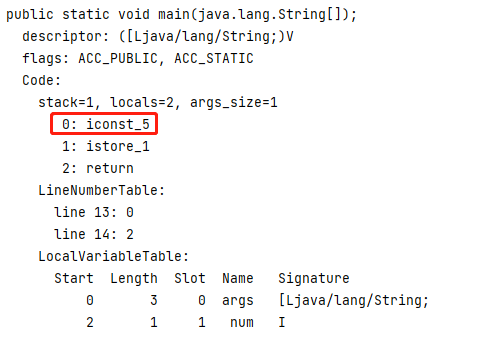 public static void main(java.lang.String[]);
descriptor: ([Ljava/lang/String;)V
flags: ACC_PUBLIC, ACC_STATIC
Code:
stack=1, locals=2, args_size=1
0: iconst_5
1: istore_1
2: return
LineNumberTable:
line 13: 0
line 14: 2
LocalVariableTable:
Start  Length  Slot  Name   Signature
0       3     0  args   [Ljava/lang/String;
2       1     1   num   I